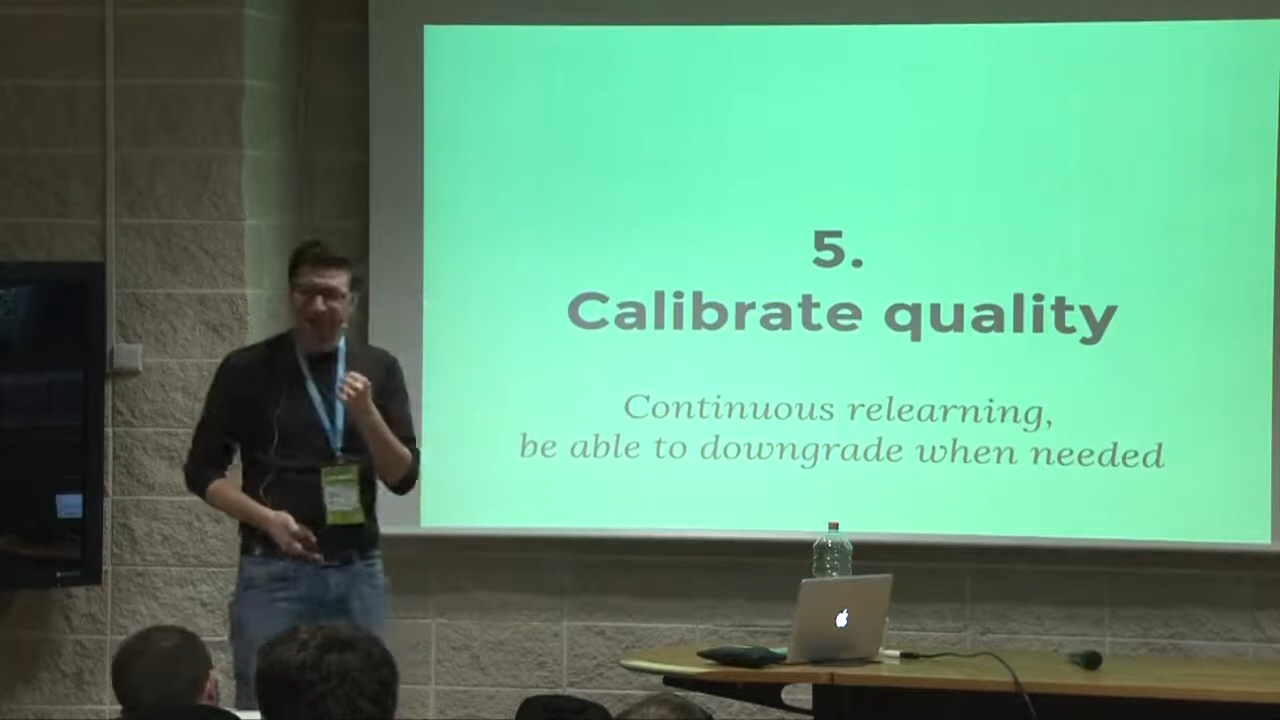 5.
Calibrate quality
Continuous relearning,
be able to downgrade when needed